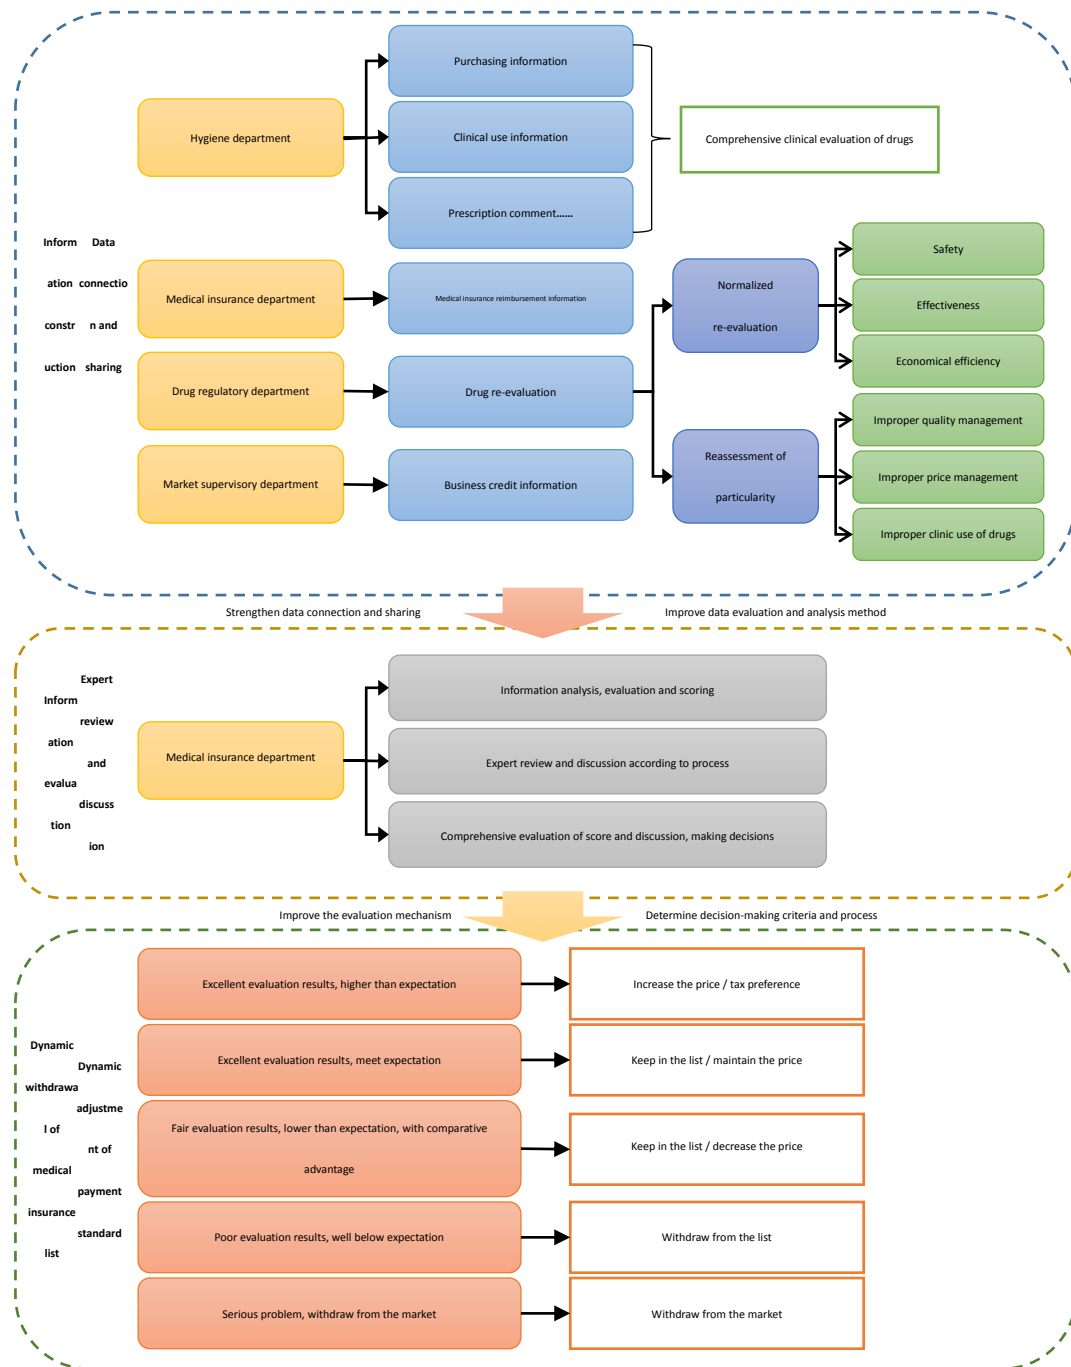 Purchasing information
Hygiene department
Clinical use information
Comprehensive clinical evaluation of drugs
Prescription comment......
Inform
ation
constr
uction
Data
connectio
n and
sharing
Medical insurance department
Medical insurance reimbursement information
Drug regulatory department
Drug re-evaluation
Market supervisory department
Business credit information
Normalized
re-evaluation
Safety
Effectiveness
Economical efficiency
Reassessment of
particularity
Improper quality management
Improper price management
Improper clinic use of drugs
Strengthen data connection and sharing
Improve data evaluation and analysis method
Inform
ation
evalua
tion
Expert
review
and
discuss
ion
Medical insurance department
Information analysis, evaluation and scoring
Expert review and discussion according to process
Comprehensive evaluation of score and discussion, making decisions
Improve the evaluation mechanism
Determine decision-making criteria and process
Dynamic
withdrawa
l of
medical
insurance
list
Dynamic
adjustme
nt of
payment
standard
Excellent evaluation results, higher than expectation
Increase the price / tax preference
Excellent evaluation results, meet expectation
Keep in the list / maintain the price
Fair evaluation results, lower than expectation, with comparative
advantage
Keep in the list / decrease the price
Poor evaluation results, well below expectation
Withdraw from the list
Serious problem, withdraw from the market
Withdraw from the market